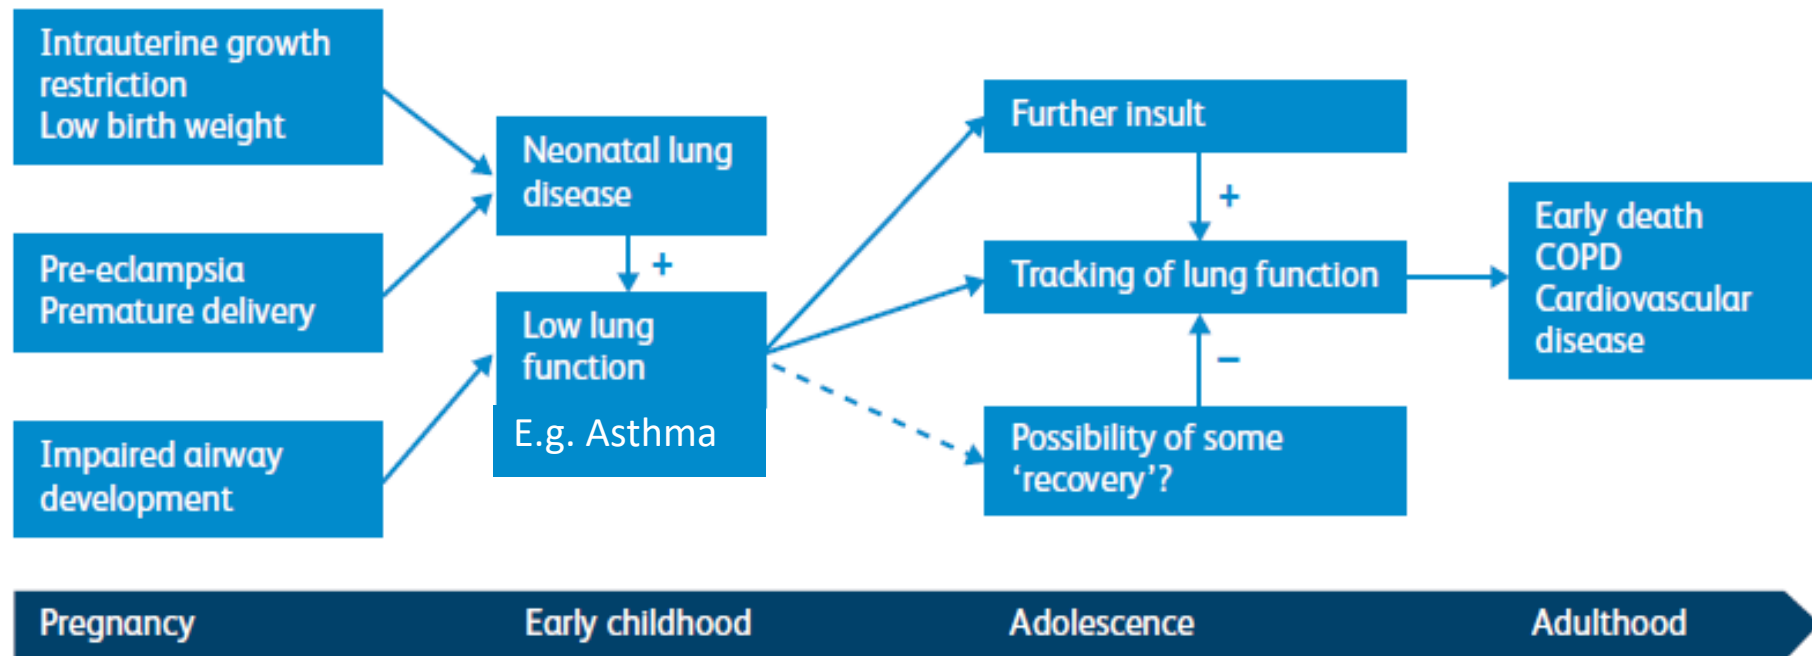 Intrauterine growth
restriction
Low birth weight
Pre-eclampsia
Premature delivery
Impaired airway
development
Neonatal lung
disease
+
Low lung
function
E.g. Asthma
Further insult
+
Tracking of lung function
–
Possibility of some
‘recovery’?
Early death
COPD
Cardiovascular
disease
Pregnancy
Early childhood
Adolescence
Adulthood